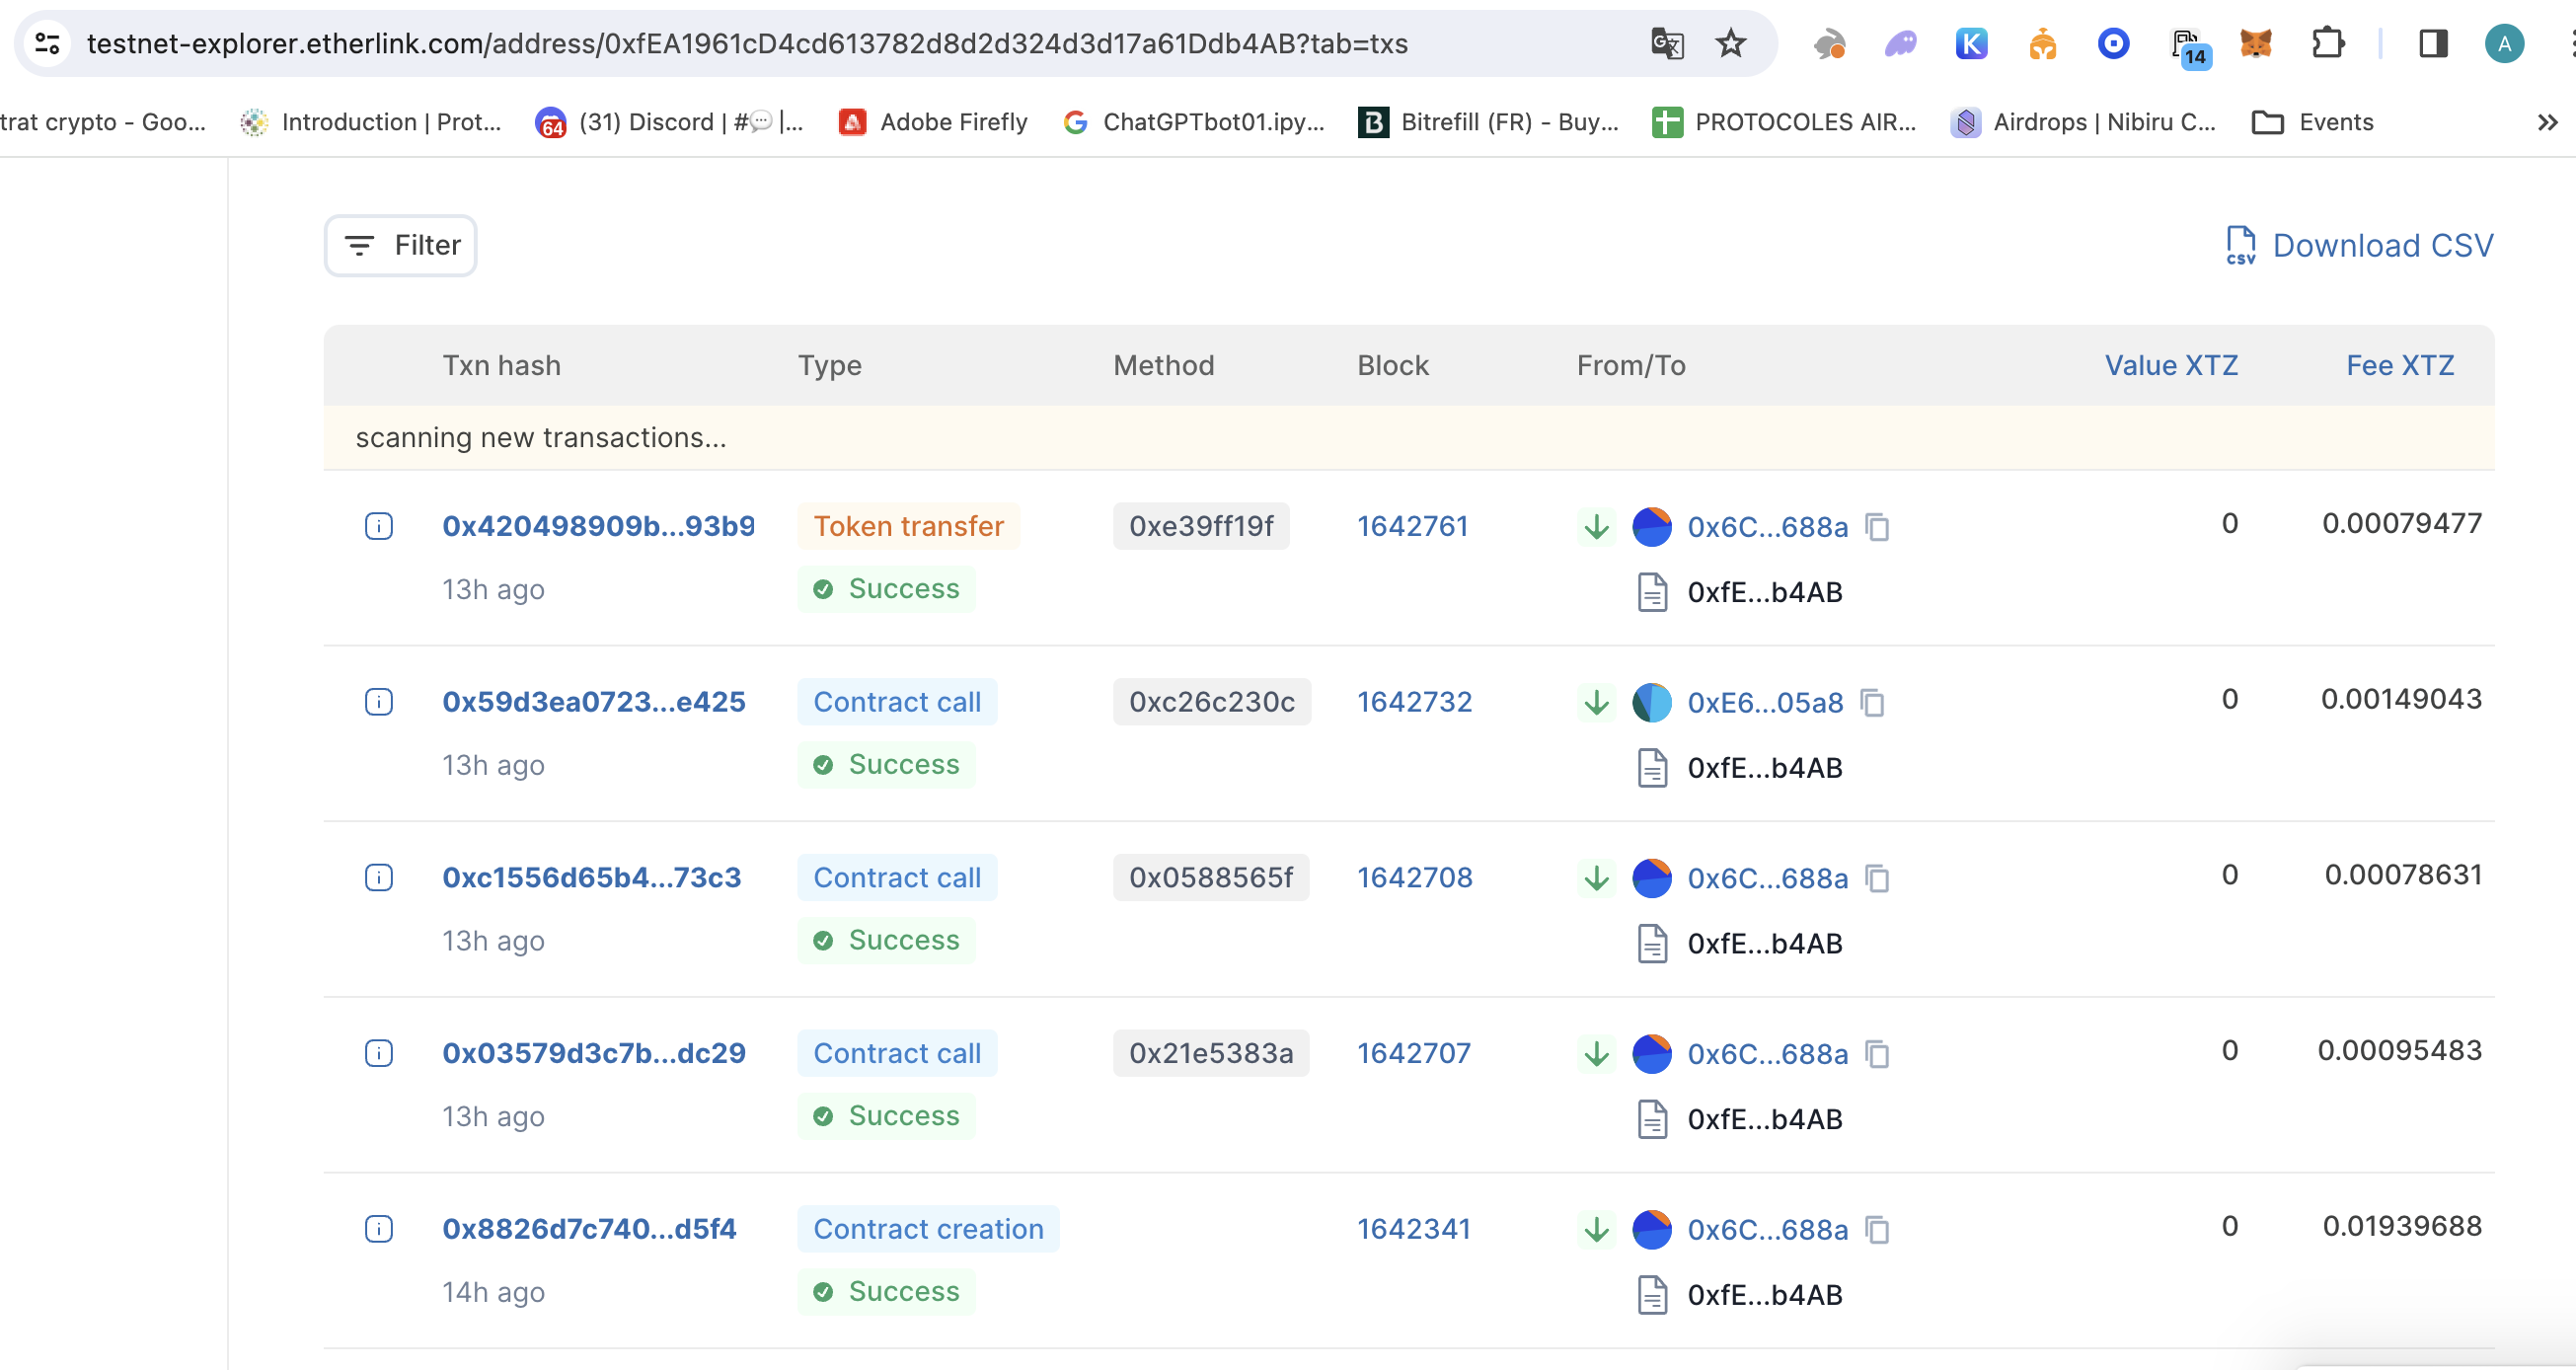 testnet-explorer.etherlink.com/address/0xfEA1961cD4cd613782d8d2d324d3d17a61Ddb4AB?tab=txs
14
A
trat crypto - Goo...
Introduction | Prot...
64
(31) Discord | #💬 |...
Adobe Firefly
ChatGPTbot01.ipy...
Bitrefill (FR) - Buy...
PROTOCOLES AIR...
Airdrops | Nibiru C...
Events
Filter
CSV Download CSV
Txn hash Type Method Block From/To Value XTZ Fee XTZ
scanning new transactions...
0x420498909b...93b9 Token transfer 0xe39ff19f 1642761 0x6C...688a 0 0.00079477
13h ago Success 0xfE...b4AB
0x59d3ea0723...e425 Contract call 0xc26c230c 1642732 0xE6...05a8 0 0.00149043
13h ago Success 0xfE...b4AB
0xc1556d65b4...73c3 Contract call 0x0588565f 1642708 0x6C...688a 0 0.00078631
13h ago Success 0xfE...b4AB
0x03579d3c7b...dc29 Contract call 0x21e5383a 1642707 0x6C...688a 0 0.00095483
13h ago Success 0xfE...b4AB
0x8826d7c740...d5f4 Contract creation 1642341 0x6C...688a 0 0.01939688
14h ago Success 0xfE...b4AB